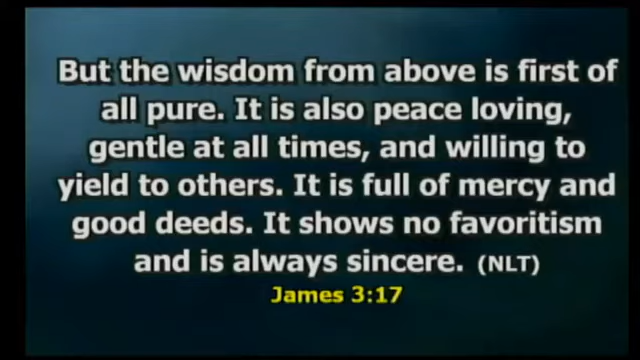 But the wisdom from above is first of
all pure. It is also peace loving,
gentle at all times, and willing to
yield to others. It is full of mercy and
good deeds. It shows no favoritism
and is always sincere. (NLT)
James 3:17